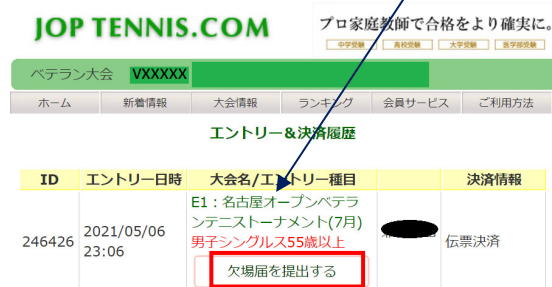 JOP TENNIS.COM
プロ家庭教師で合格をより確実に。
中学受験 高校受験 大学受験 医学部受験
ベテラン大会 VXXXXX
ホーム 新着情報 大会情報 ランキング 会員サービス ご利用方法
エントリー&決済履歴
ID エントリー日時 大会名/エントリー種目 決済情報
246426 2021/05/06 23:06
E1：名古屋オープンベテラ
ンテニストーナメント(7月)
男子シングルス55歳以上
伝票決済
欠場届を提出する